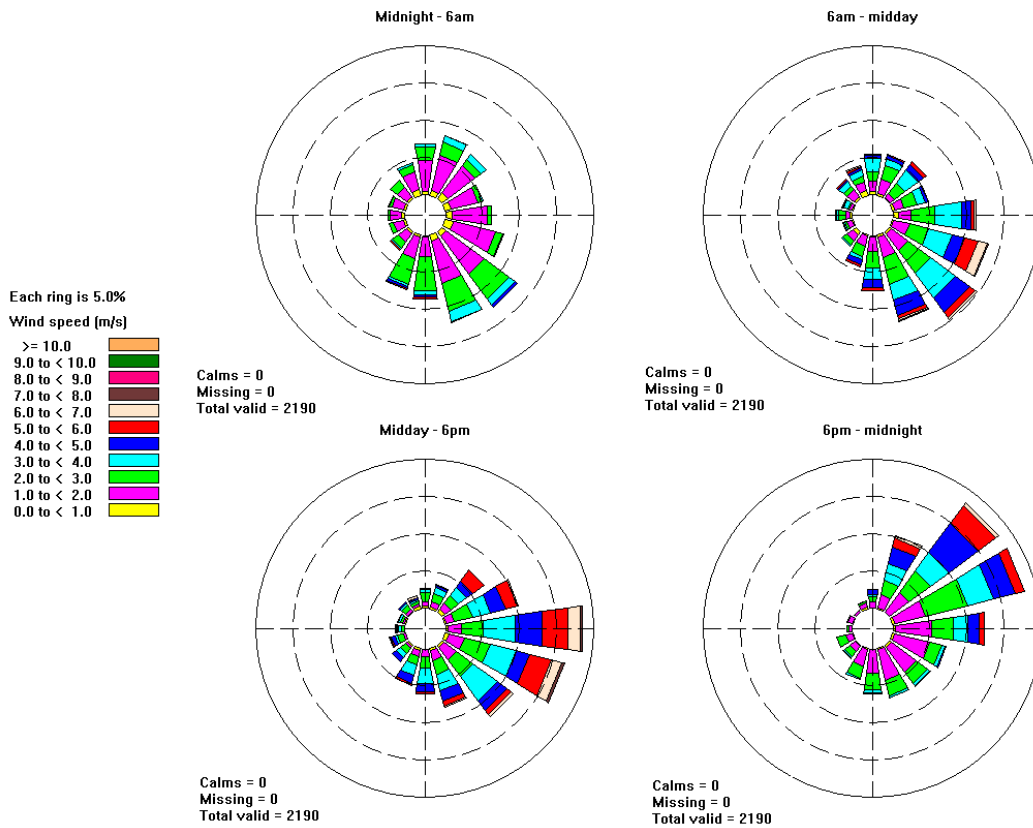 Midnight - 6am
6am - midday
Each ring is 5.0%
Wind speed (m/s)
>= 10.0
9.0 to < 10.0
8.0 to < 9.0
7.0 to < 8.0
6.0 to < 7.0
5.0 to < 6.0
4.0 to < 5.0
3.0 to < 4.0
2.0 to < 3.0
1.0 to < 2.0
0.0 to < 1.0
Calms = 0
Missing = 0
Total valid = 2190
Calms = 0
Missing = 0
Total valid = 2190
Midday - 6pm
6pm - midnight
Calms = 0
Missing = 0
Total valid = 2190
Calms = 0
Missing = 0
Total valid = 2190